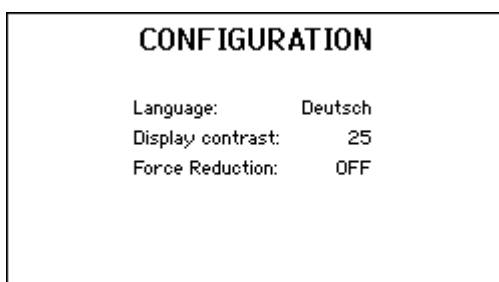 CONFIGURATION
Language: Deutsch
Display contrast: 25
Force Reduction: OFF